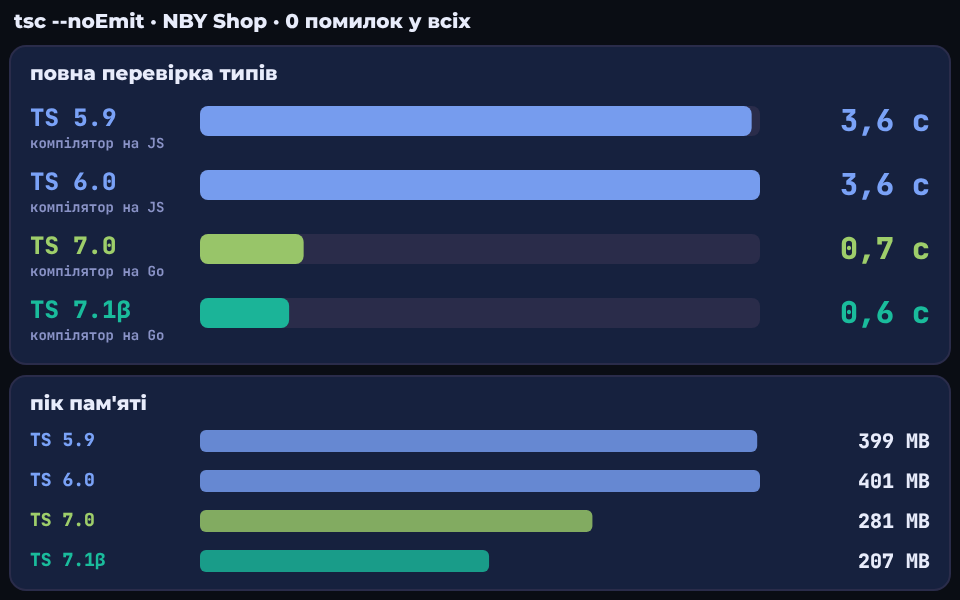 tsc --noEmit · NBY Shop · 0 помилок у всіх
повна перевірка типів
TS 5.9
3,6 с
компілятор на JS
TS 6.0
3,6 с
компілятор на JS
TS 7.0
0,7 с
компілятор на Go
TS 7.1β
0,6 с
компілятор на Go
пік пам'яті
TS 5.9 399 MB
TS 6.0 401 MB
TS 7.0 281 MB
TS 7.1β 207 MB